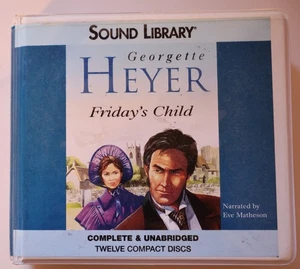 SOUND LIBRARY®
Georgette
HEYER
Friday's Child
Narrated by
Eve Matheson
COMPLETE & UNABRIDGED
TWELVE COMPACT DISCS